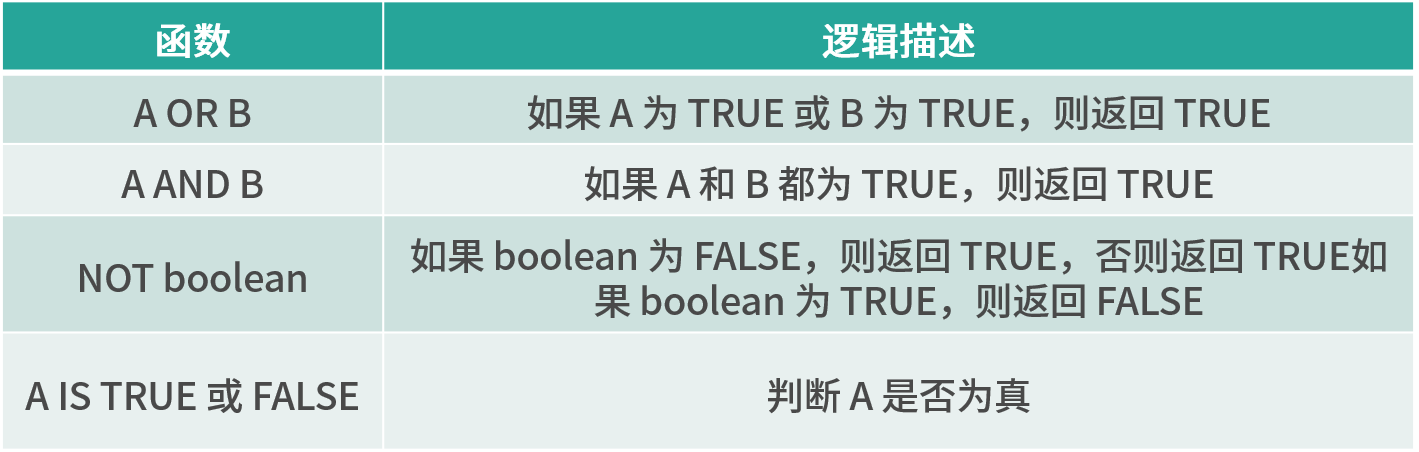 函数
逻辑描述
A OR B
如果 A 为 TRUE 或 B 为 TRUE，则返回 TRUE
A AND B
如果 A 和 B 都为 TRUE，则返回 TRUE
NOT boolean
如果 boolean 为 FALSE，则返回 TRUE，否则返回 TRUE如
果 boolean 为 TRUE，则返回 FALSE
A IS TRUE 或 FALSE
判断 A 是否为真